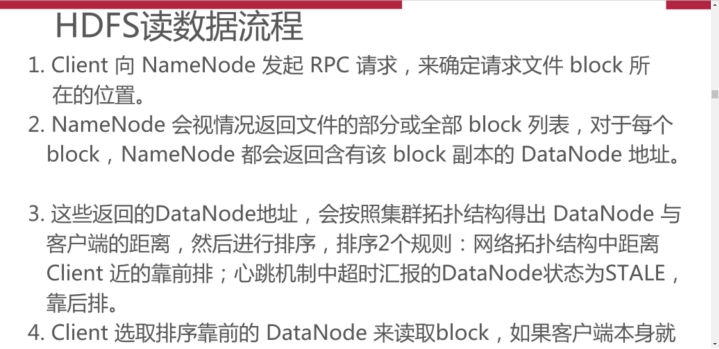 HDFS读数据流程
1. Client 向 NameNode 发起 RPC 请求，来确定请求文件 block 所
在的位置。
2. NameNode 会视情况返回文件的部分或全部 block 列表，对于每个
block，NameNode 都会返回含有该 block 副本的 DataNode 地址。
3. 这些返回的DataNode地址，会按照集群拓扑结构得出 DataNode 与
客户端的距离，然后进行排序，排序2个规则：网络拓扑结构中距离
Client 近的靠前排；心跳机制中超时汇报的DataNode状态为STALE，
靠后排。
4. Client 选取排序靠前的 DataNode 来读取block，如果客户端本身就